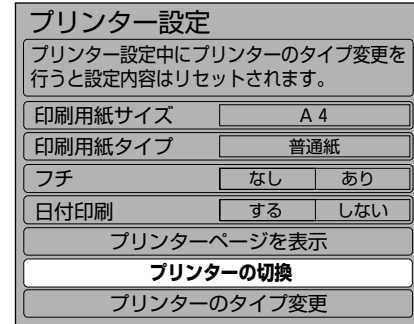 プリンター設定
プリンター設定中にプリンターのタイプ変更を
行うと設定内容はリセットされます。
印刷用紙サイズ A 4
印刷用紙タイプ 普通紙
フチ なし あり
日付印刷 する しない
プリンターページを表示
プリンターの切換
プリンターのタイプ変更